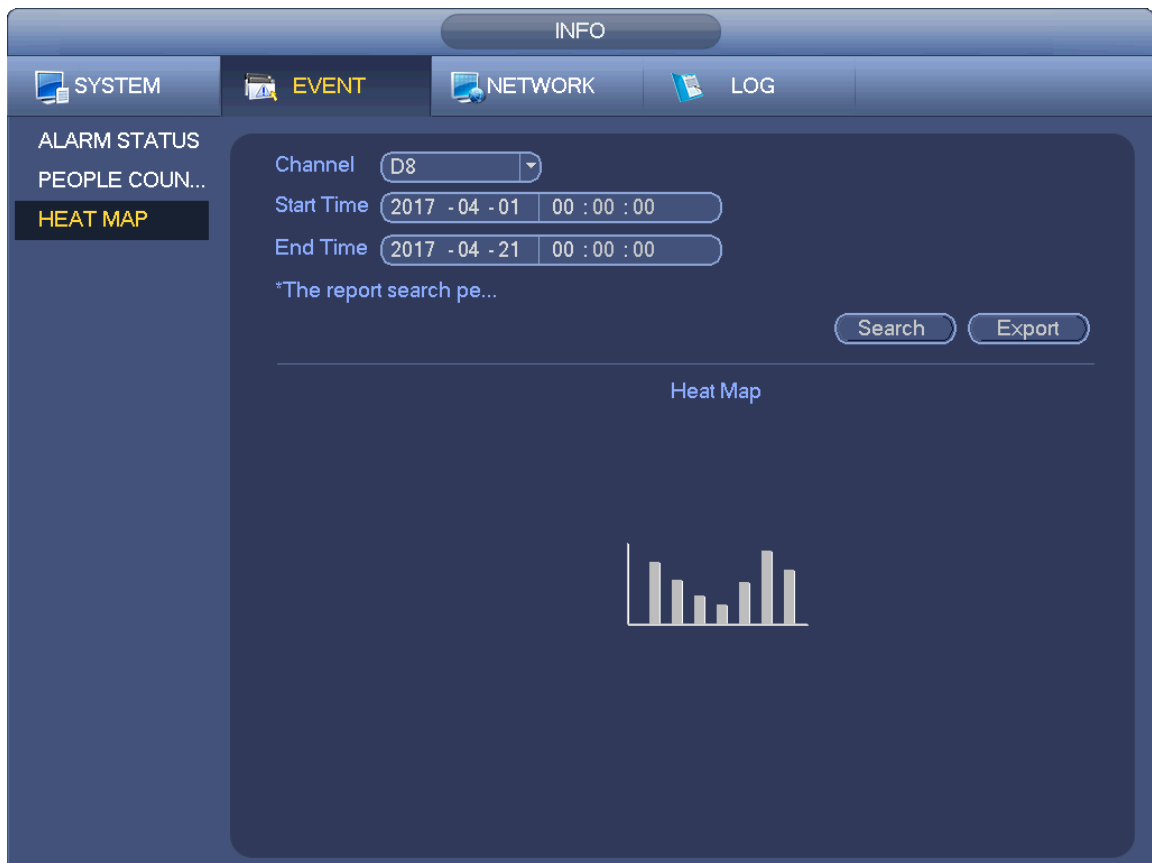 INFO
SYSTEM EVENT NETWORK LOG
ALARM STATUS
PEOPLE COUN...
HEAT MAP
Channel D8
Start Time 2017 - 04 - 01 00 : 00 : 00
End Time 2017 - 04 - 21 00 : 00 : 00
*The report search pe...
Search Export
Heat Map